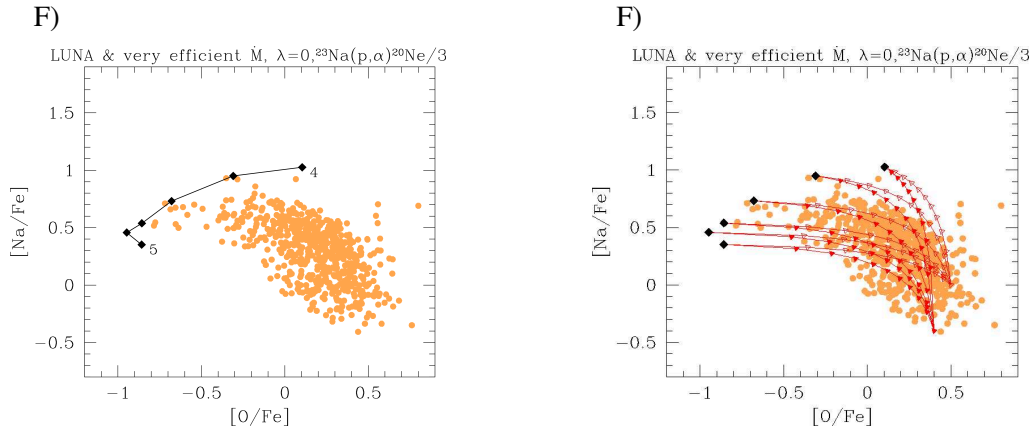 F)
LUNA & very efficient Ṁ, λ=0,²³Na(p,α)²⁰Ne/3
1.5
1
0.5
0
−0.5
[Na/Fe]
4
5
−1
−0.5
0
0.5
[O/Fe]
F)
LUNA & very efficient Ṁ, λ=0,²³Na(p,α)²⁰Ne/3
1.5
1
0.5
0
−0.5
[Na/Fe]
−1
−0.5
0
0.5
[O/Fe]